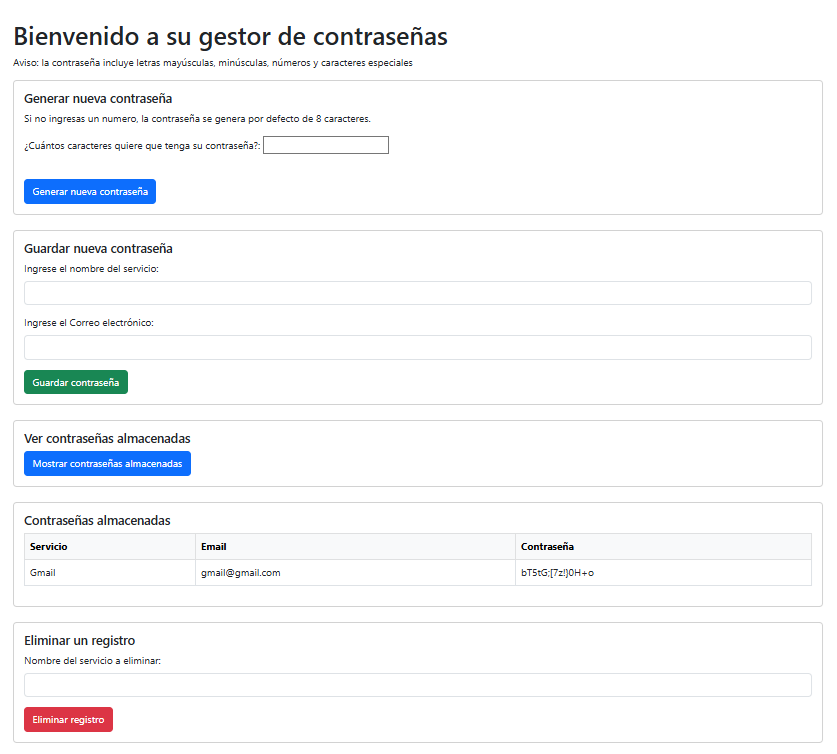 Bienvenido a su gestor de contraseñas
Aviso: la contraseña incluye letras mayúsculas, minúsculas, números y caracteres especiales
Generar nueva contraseña
Si no ingresas un numero, la contraseña se genera por defecto de 8 caracteres.
¿Cuántos caracteres quiere que tenga su contraseña?:
Generar nueva contraseña
Guardar nueva contraseña
Ingrese el nombre del servicio:
Ingrese el Correo electrónico:
Guardar contraseña
Ver contraseñas almacenadas
Mostrar contraseñas almacenadas
Contraseñas almacenadas
Servicio Email Contraseña
Gmail gmail@gmail.com bT5tG;[7z!}0H+o
Eliminar un registro
Nombre del servicio a eliminar:
Eliminar registro